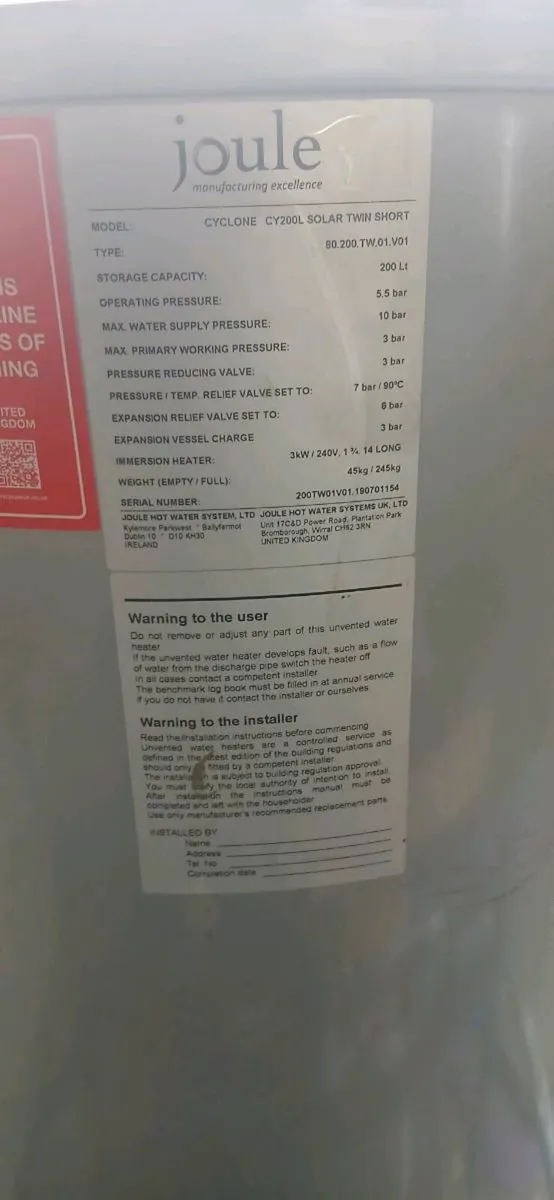 joule
manufacturing excellence
MODEL: CYCLONE CY200L SOLAR TWIN SHORT
TYPE: 80.200.TW.01.V01
STORAGE CAPACITY: 200 Lt
OPERATING PRESSURE: 5.5 bar
MAX. WATER SUPPLY PRESSURE: 10 bar
MAX. PRIMARY WORKING PRESSURE: 3 bar
PRESSURE REDUCING VALVE: 3 bar
PRESSURE / TEMP. RELIEF VALVE SET TO: 7 bar / 90°C
EXPANSION RELIEF VALVE SET TO: 6 bar
EXPANSION VESSEL CHARGE 3 bar
IMMERSION HEATER: 3kW / 240V, 1 ¾, 14 LONG
WEIGHT (EMPTY / FULL): 45kg / 245kg
SERIAL NUMBER: 200TW01V01.190701154
JOULE HOT WATER SYSTEM, LTD JOULE HOT WATER SYSTEMS UK, LTD
Kylemore Parkwest * Ballyfermot Unit 17C&D Power Road, Plantation Park
Dublin 10 * D10 KH30 Bromborough, Wirral CH62 3RN
IRELAND UNITED KINGDOM
IS
INE
S OF
ING
ITED
GDOM
Warning to the user
Do not remove or adjust any part of this unvented water
heater
If the unvented water heater develops fault, such as a flow
of water from the discharge pipe switch the heater off
In all cases contact a competent installer
The benchmark log book must be filled in at annual service
If you do not have it contact the installer or ourselves
Warning to the installer
Read the installation instructions before commencing
Unvented water heaters are a controlled service as
defined in the latest edition of the building regulations and
should only fitted by a competent installer
The installation is subject to building regulation approval
You must notify the local authority of intention to install.
After installation the instructions manual must be
completed and left with the householder
Use only manufacturer's recommended replacement parts
INSTALLED BY
Name
Address
Tel No
Completion date